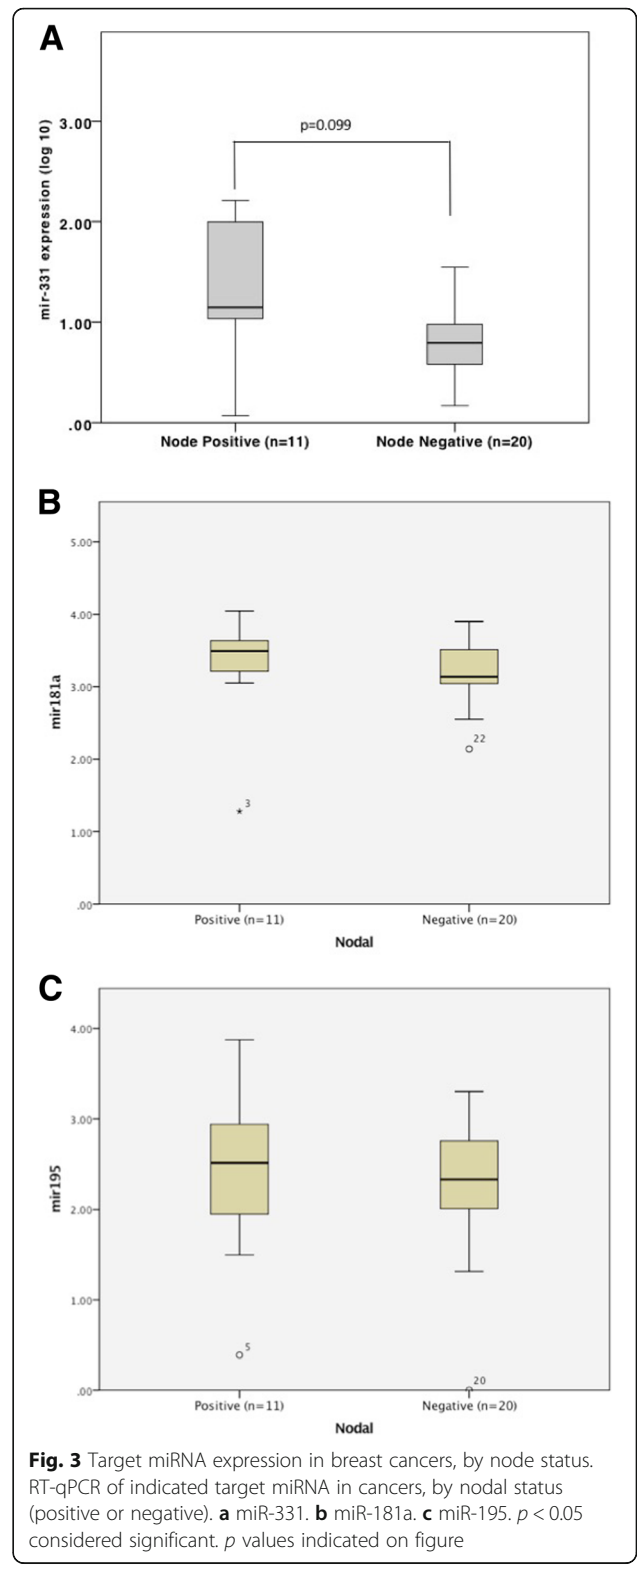 A
mir-331 expression (log 10)
3.00
2.00
1.00
.00
p=0.099
Node Positive (n=11)
Node Negative (n=20)
B
mir181a
5.00
4.00
3.00
2.00
1.00
.00
22
*3
Positive (n=11)
Negative (n=20)
Nodal
C
mir195
4.00
3.00
2.00
1.00
.00
5
20
Positive (n=11)
Negative (n=20)
Nodal
Fig. 3 Target miRNA expression in breast cancers, by node status.
RT-qPCR of indicated target miRNA in cancers, by nodal status
(positive or negative). a miR-331. b miR-181a. c miR-195. p < 0.05
considered significant. p values indicated on figure